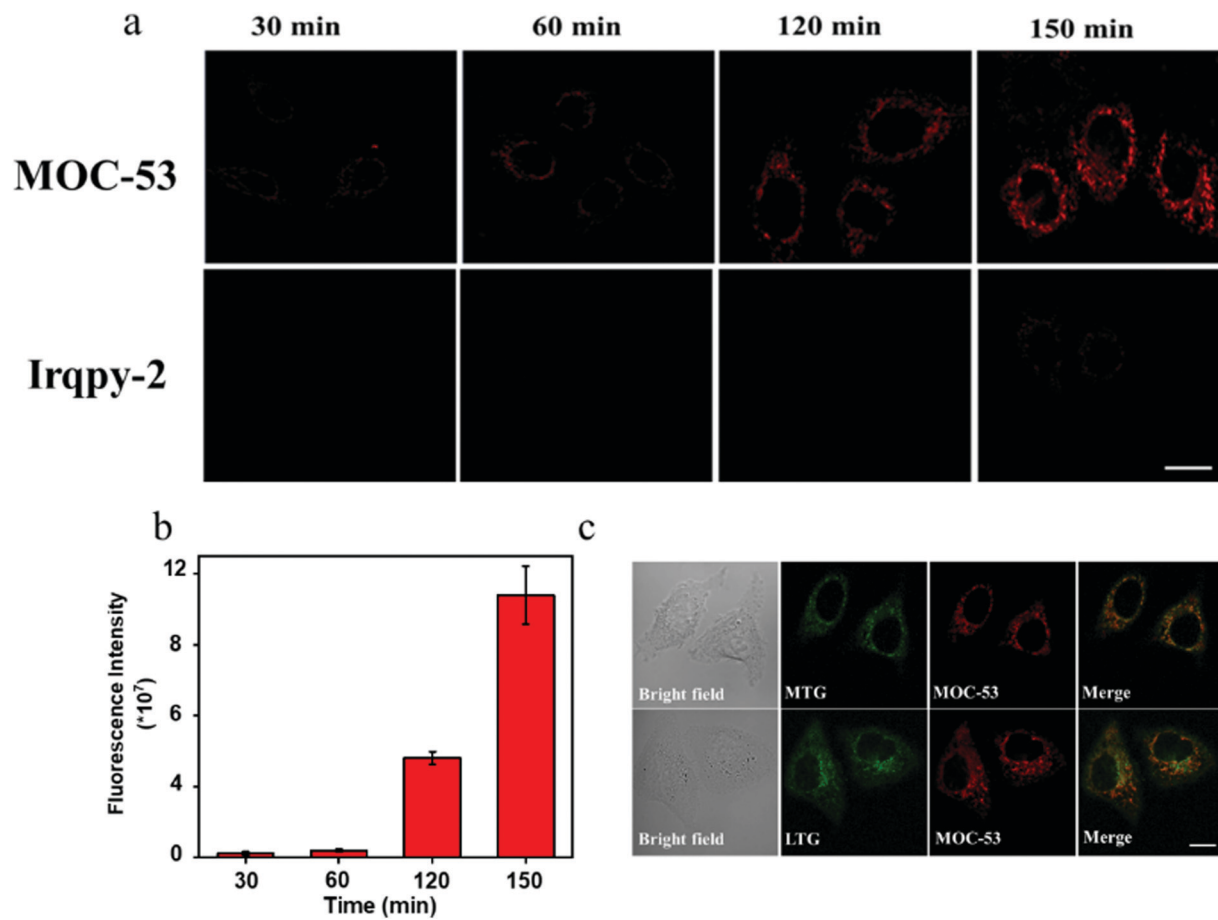 a
30 min 60 min 120 min 150 min
MOC-53
Irqpy-2
b
Fluorescence Intensity
(*10⁷)
12
8
6
4
0
30 60 120 150
Time (min)
c
Bright field MTG MOC-53 Merge
Bright field LTG MOC-53 Merge